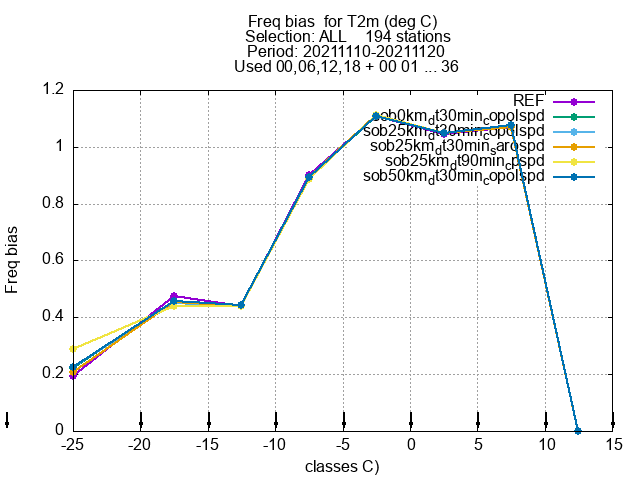 Freq bias for T2m (deg C)
Selection: ALL 194 stations
Period: 20211110-20211120
Used 00,06,12,18 + 00 01 ... 36
1.2
REF
sob0km_dt30min_copolspd
sob25km_dt30min_copolspd
1
sob25km_dt30min_sarospd
sob25km_dt90min_cpspd
sob50km_dt30min_copolspd
0.8
Freq bias
0.6
0.4
0.2
0
-25 -20 -15 -10 -5 0 5 10 15
classes C)